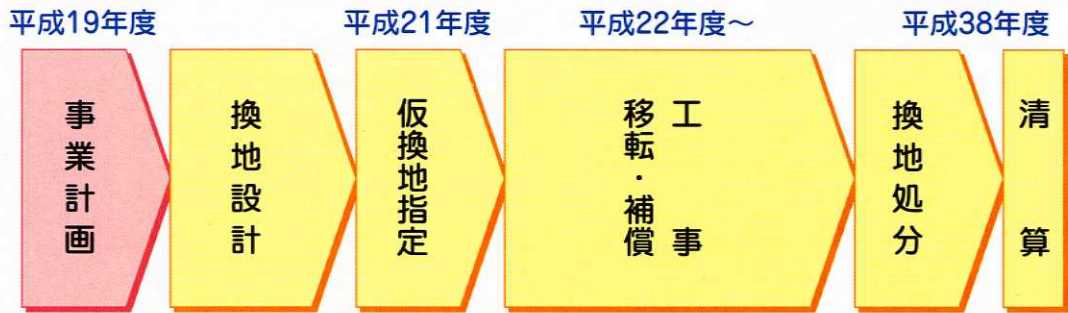 平成19年度
平成21年度
平成22年度～
平成38年度
事業計画
換地設計
仮換地指定
工事
移転・補償
換地処分
清算